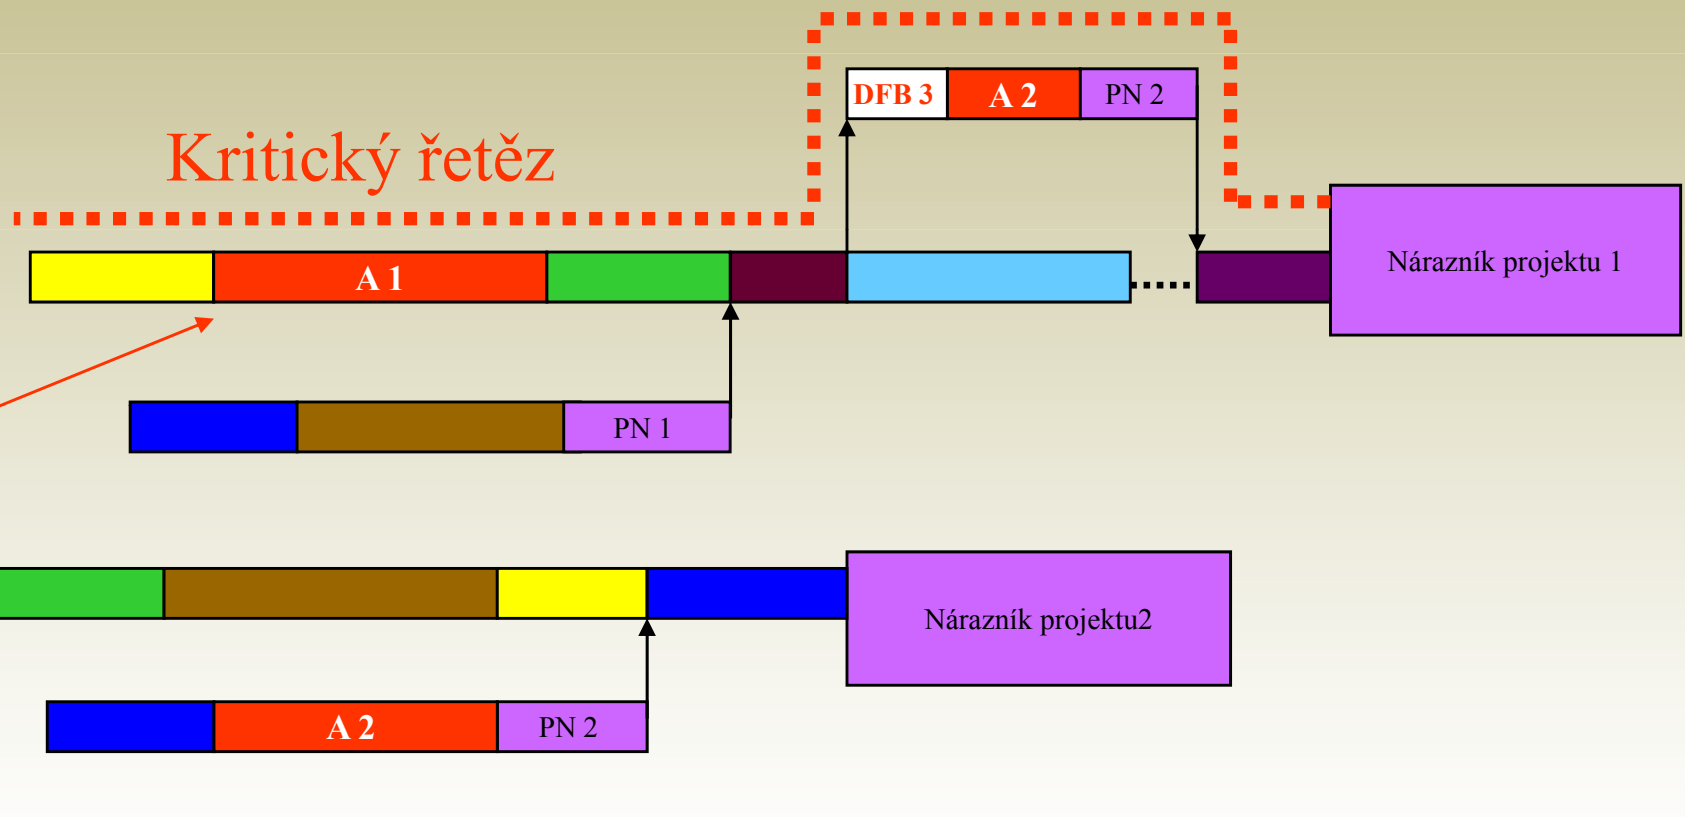 DFB 3 A 2 PN 2
Kritický řetěz
A 1
Nárazník projektu 1
PN 1
Nárazník projektu2
A 2 PN 2